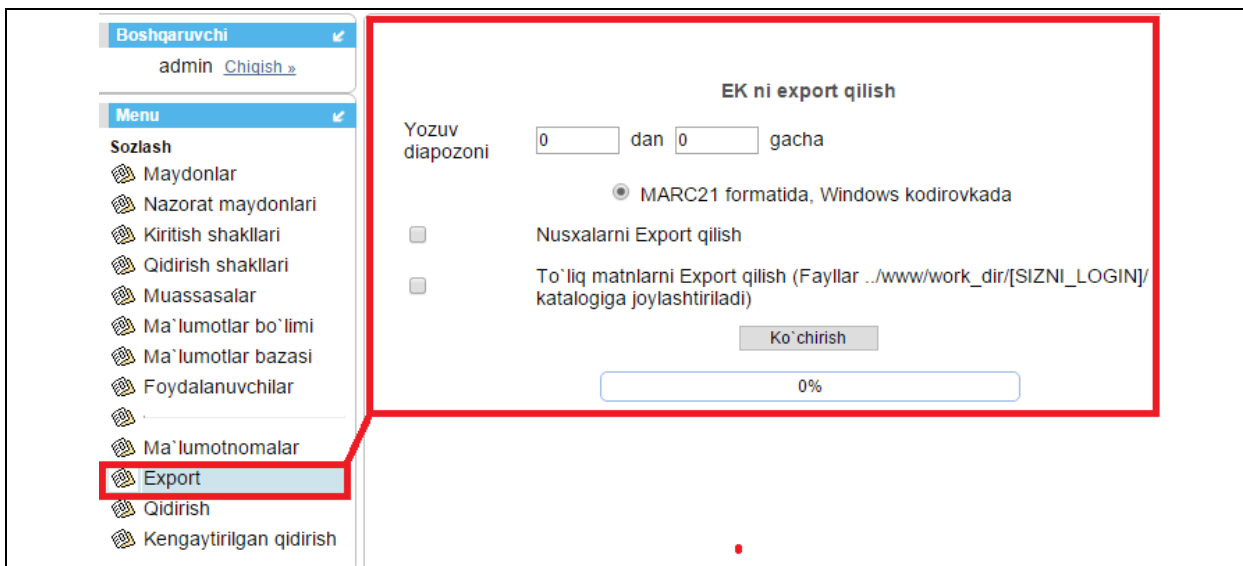 Boshqaruvchi
admin Chiqish »
Menu
Sozlash
Maydonlar
Nazorat maydonlari
Kiritish shakllari
Qidirish shakllari
Muassasalar
Ma`lumotlar bo`limi
Ma`lumotlar bazasi
Foydalanuvchilar
Ma`lumotnomalar
Export
Qidirish
Kengaytirilgan qidirish
EK ni export qilish
Yozuv
diapozoni
0 dan 0 gacha
MARC21 formatida, Windows kodirovkada
Nusxalarni Export qilish
To`liq matnlarni Export qilish (Fayllar ../www/work_dir/[SIZNI_LOGIN]/
katalogiga joylashtiriladi)
Ko`chirish
0%